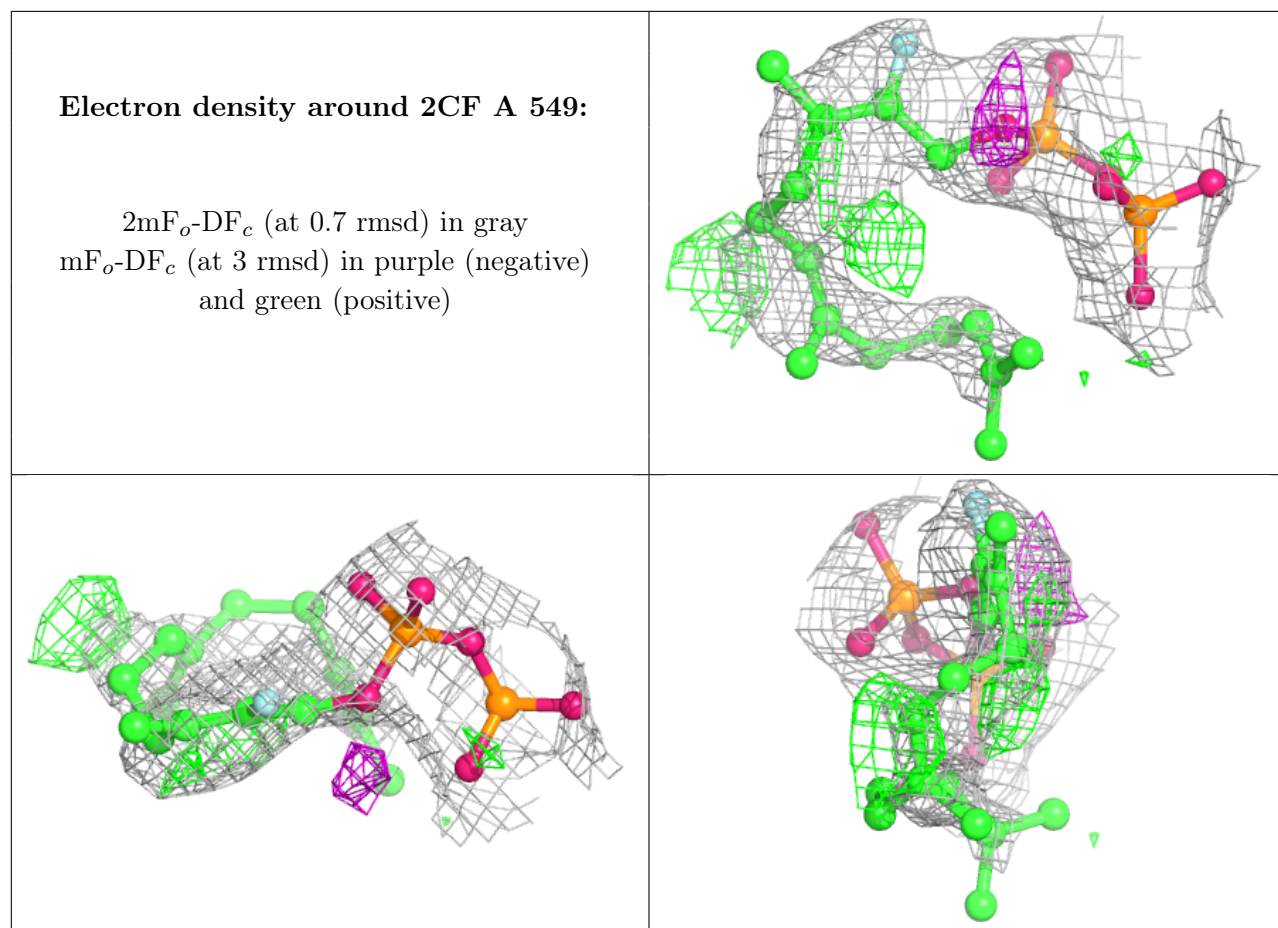 Electron density around 2CF A 549:
2mFo-DFc (at 0.7 rmsd) in gray
mFo-DFc (at 3 rmsd) in purple (negative)
and green (positive)